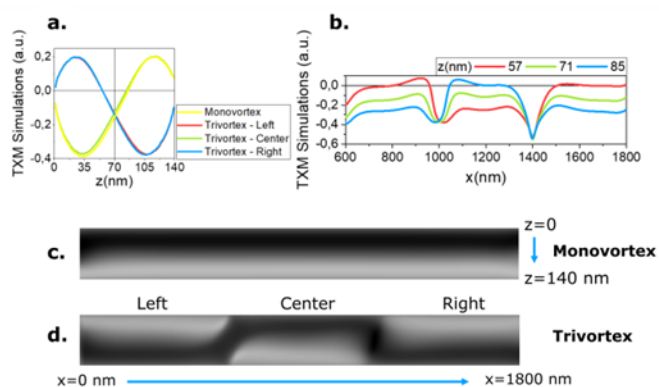 a.
TXM Simulations (a.u.)
0,2
0,0
-0,2
-0,4
0 35 70 105 140
z(nm)
Monovortex
Trivortex - Left
Trivortex - Center
Trivortex - Right
b.
z(nm) 57 71 85
TXM Simulations (a.u.)
0,0
-0,2
-0,4
-0,6
600 800 1000 1200 1400 1600 1800
x(nm)
c.
z=0
Monovortex
z=140 nm
Left Center Right
d.
Trivortex
x=0 nm x=1800 nm